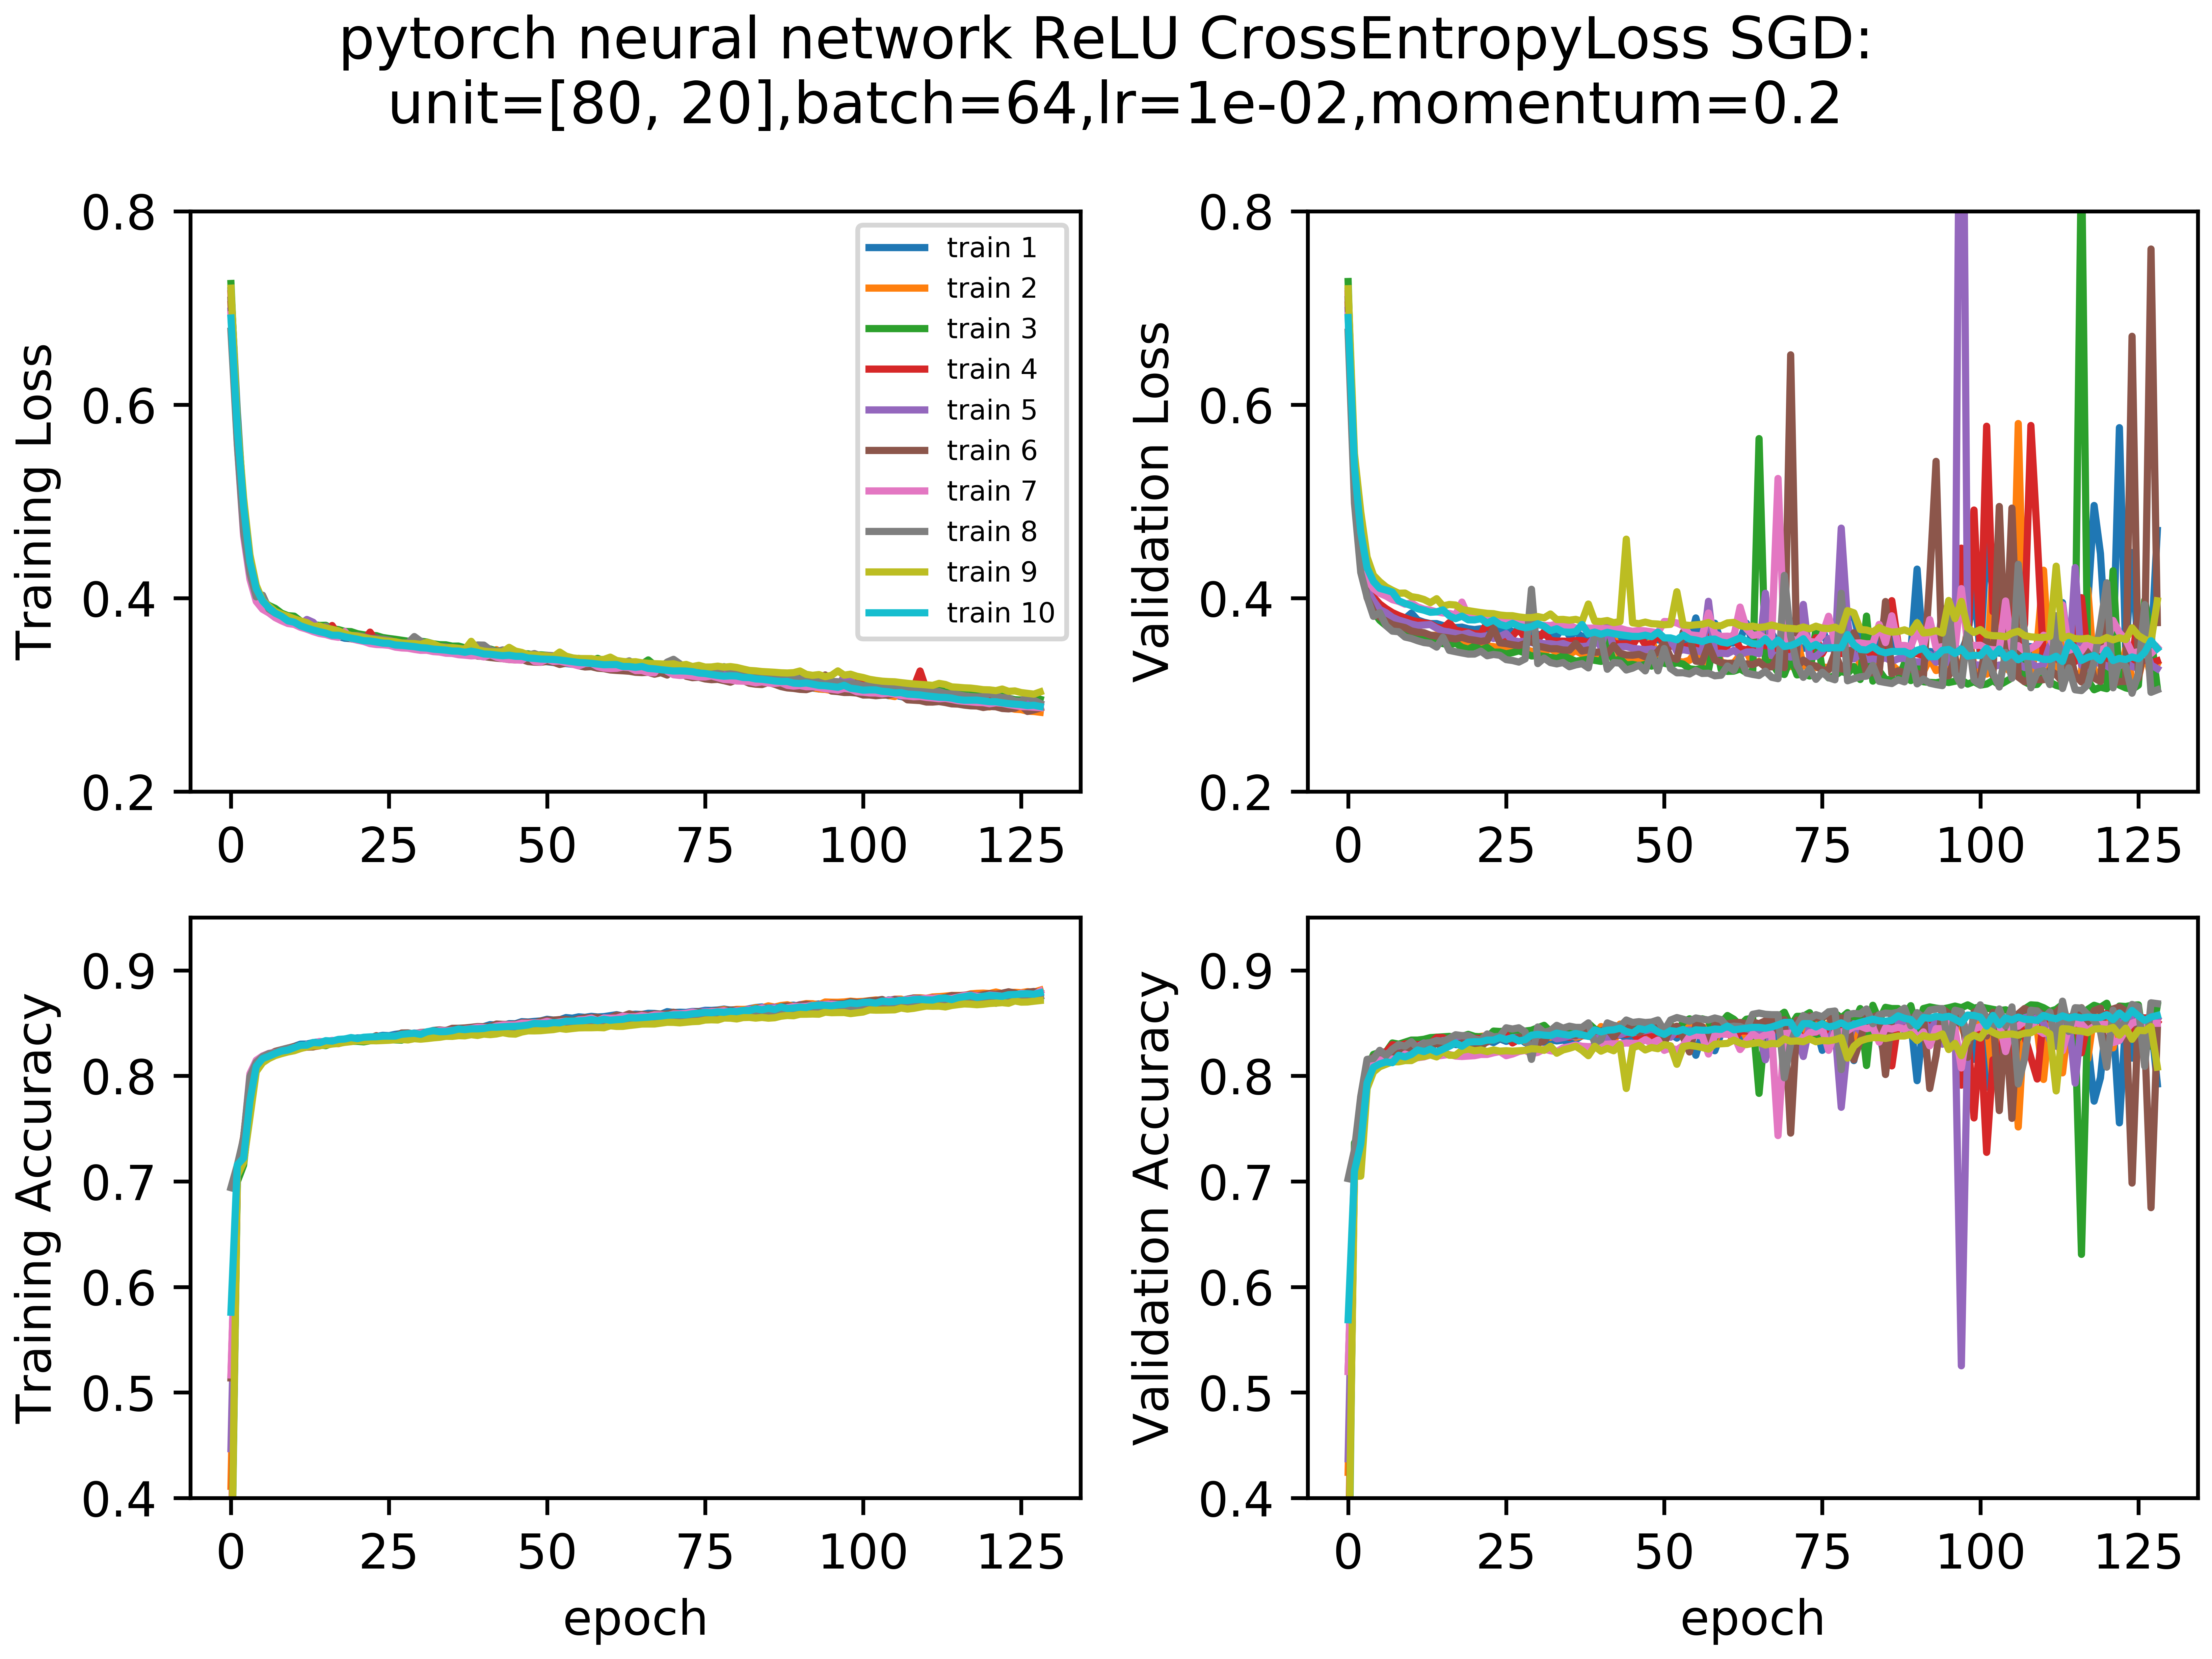 pytorch neural network ReLU CrossEntropyLoss SGD:
unit=[80, 20],batch=64,lr=1e-02,momentum=0.2
Training Loss
0.8
0.6
0.4
0.2
0 25 50 75 100 125
train 1
train 2
train 3
train 4
train 5
train 6
train 7
train 8
train 9
train 10
Validation Loss
0.8
0.6
0.4
0.2
0 25 50 75 100 125
Training Accuracy
0.9
0.8
0.7
0.6
0.5
0.4
0 25 50 75 100 125
epoch
Validation Accuracy
0.9
0.8
0.7
0.6
0.5
0.4
0 25 50 75 100 125
epoch